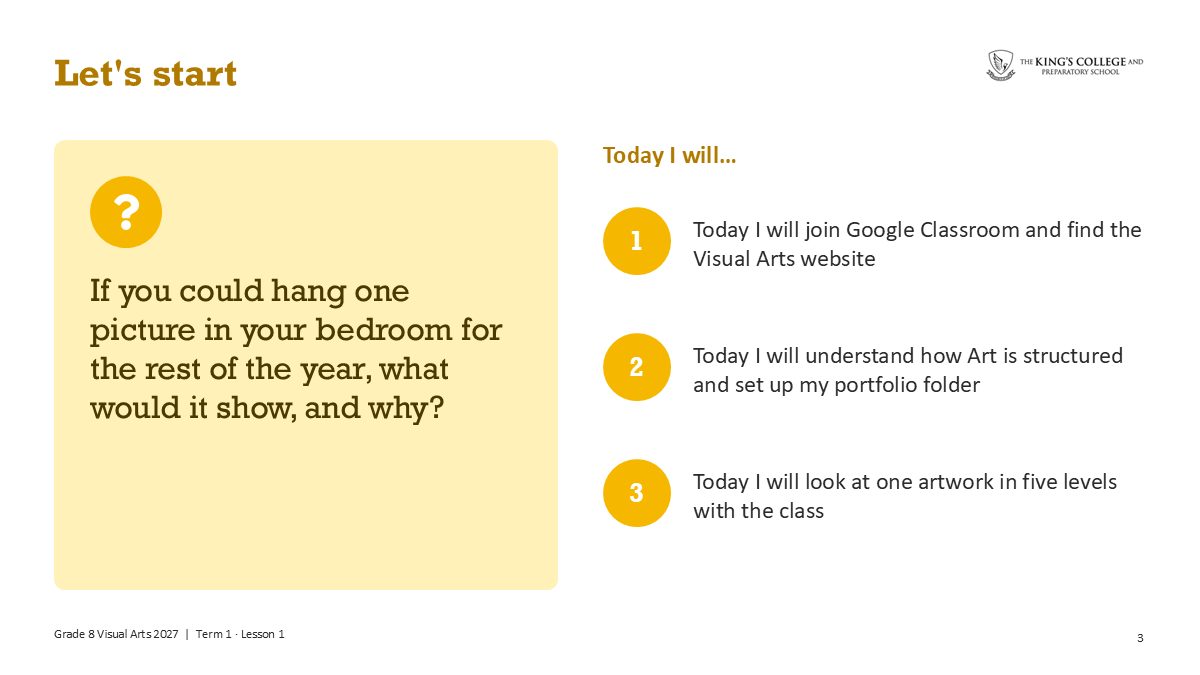 Let's start
THE KING'S COLLEGE AND
PREPARATORY SCHOOL
?
If you could hang one
picture in your bedroom for
the rest of the year, what
would it show, and why?
Today I will...
1
Today I will join Google Classroom and find the
Visual Arts website
2
Today I will understand how Art is structured
and set up my portfolio folder
3
Today I will look at one artwork in five levels
with the class
Grade 8 Visual Arts 2027 | Term 1 · Lesson 1
3